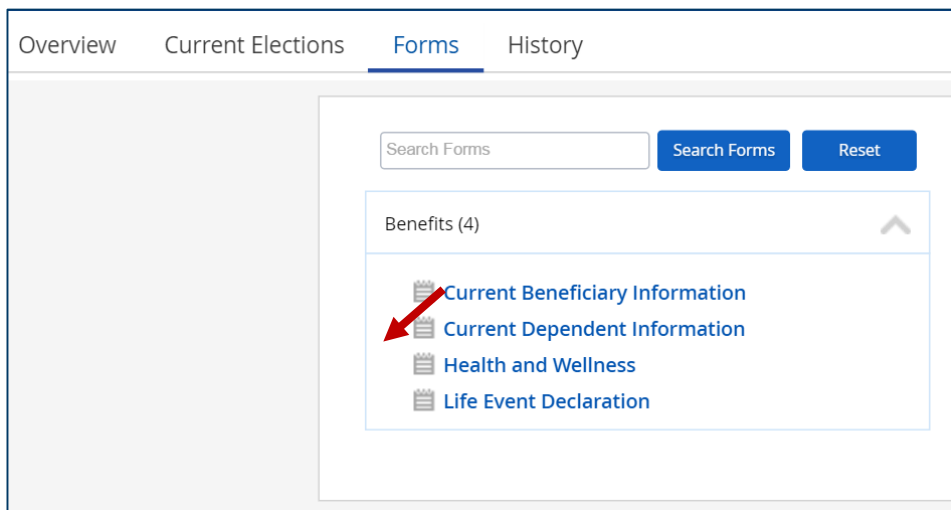 Overview Current Elections Forms History
Search Forms Search Forms Reset
Benefits (4)
Current Beneficiary Information
Current Dependent Information
Health and Wellness
Life Event Declaration